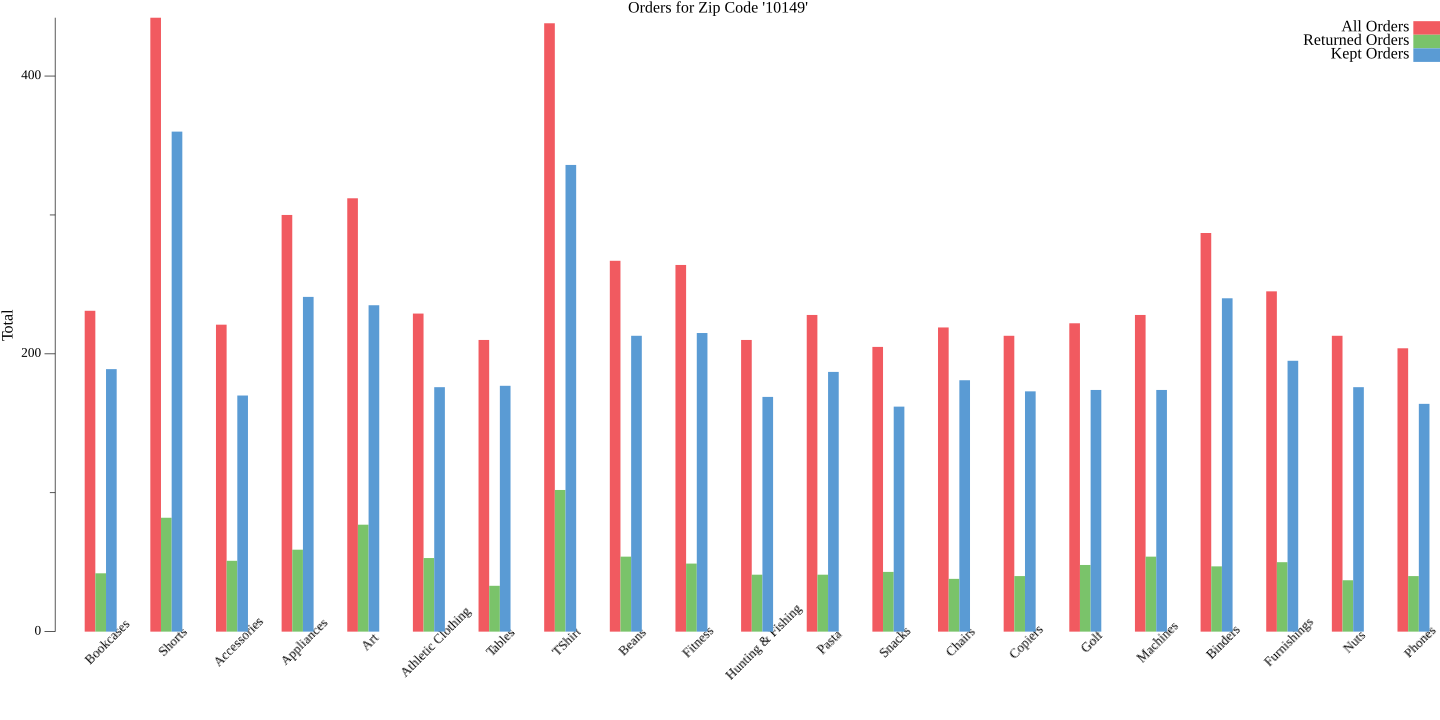 Orders for Zip Code '10149'
All Orders
Returned Orders
Kept Orders
Total
400
200
0
Bookcases
Shorts
Accessories
Appliances
Art
Athletic Clothing
Tables
TShirt
Beans
Fitness
Hunting & Fishing
Pasta
Snacks
Chairs
Copiers
Golf
Machines
Binders
Furnishings
Nuts
Phones